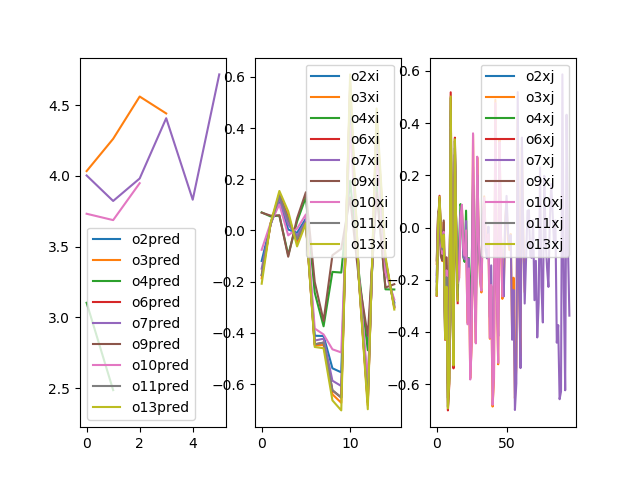 4.5
4.0
3.5
3.0
2.5
0
2
4
o2pred
o3pred
o4pred
o6pred
o7pred
o9pred
o10pred
o11pred
o13pred
0.6
0.4
0.2
0.0
−0.2
−0.4
−0.6
0
10
o2xi
o3xi
o4xi
o6xi
o7xi
o9xi
o10xi
o11xi
o13xi
0.6
0.4
0.2
0.0
−0.2
−0.4
−0.6
0
50
o2xj
o3xj
o4xj
o6xj
o7xj
o9xj
o10xj
o11xj
o13xj